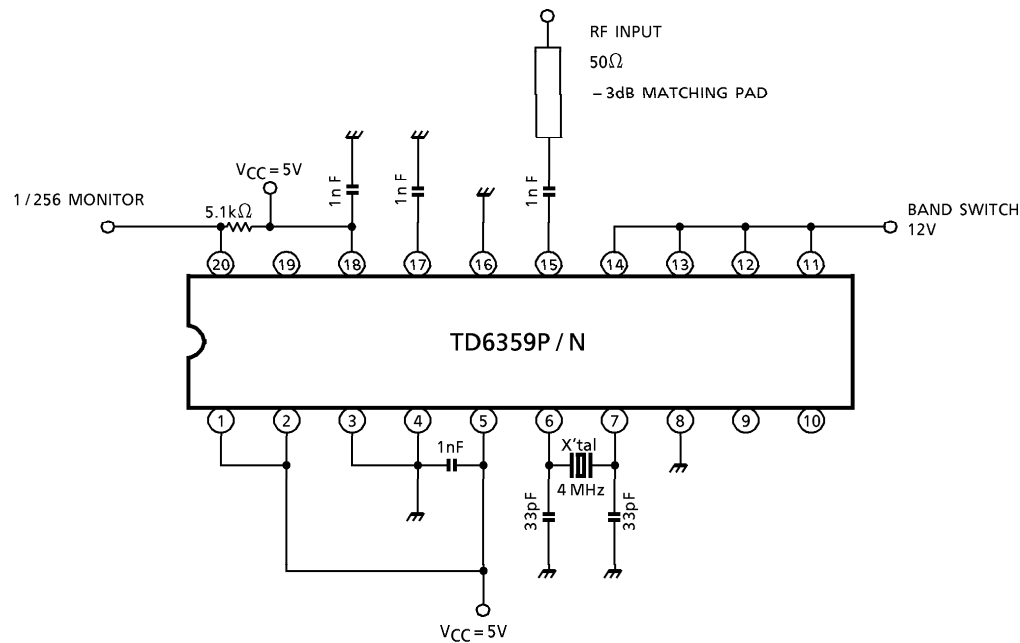 RF INPUT
50Ω
−3dB MATCHING PAD
VCC=5V
1nF
1nF
1nF
1/256 MONITOR
5.1kΩ
BAND SWITCH
12V
20 19 18 17 16 15 14 13 12 11
TD6359P/N
1 2 3 4 5 6 7 8 9 10
1nF
X'tal
4MHz
33pF
33pF
VCC=5V